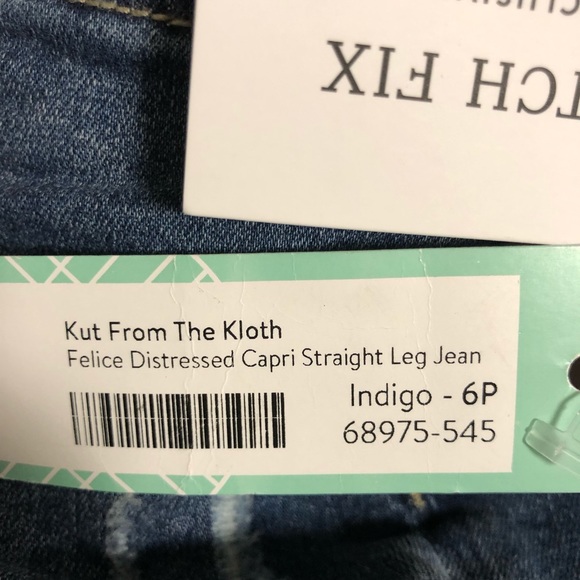 TCH FIX
Kut From The Kloth
Felice Distressed Capri Straight Leg Jean
Indigo - 6P
68975-545